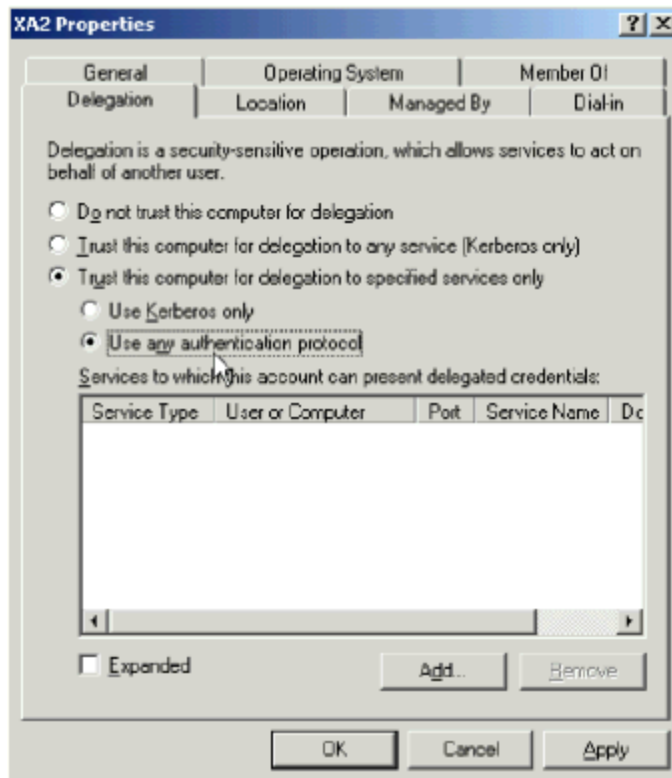 XA2 Properties
General Operating System Member Of
Delegation Location Managed By Dial-in
Delegation is a security-sensitive operation, which allows services to act on
behalf of another user.
Do not trust this computer for delegation
Trust this computer for delegation to any service (Kerberos only)
Trust this computer for delegation to specified services only
Use Kerberos only
Use any authentication protocol
Services to which this account can present delegated credentials:
Service Type User or Computer Port Service Name Do
Expanded Add... Remove
OK Cancel Apply